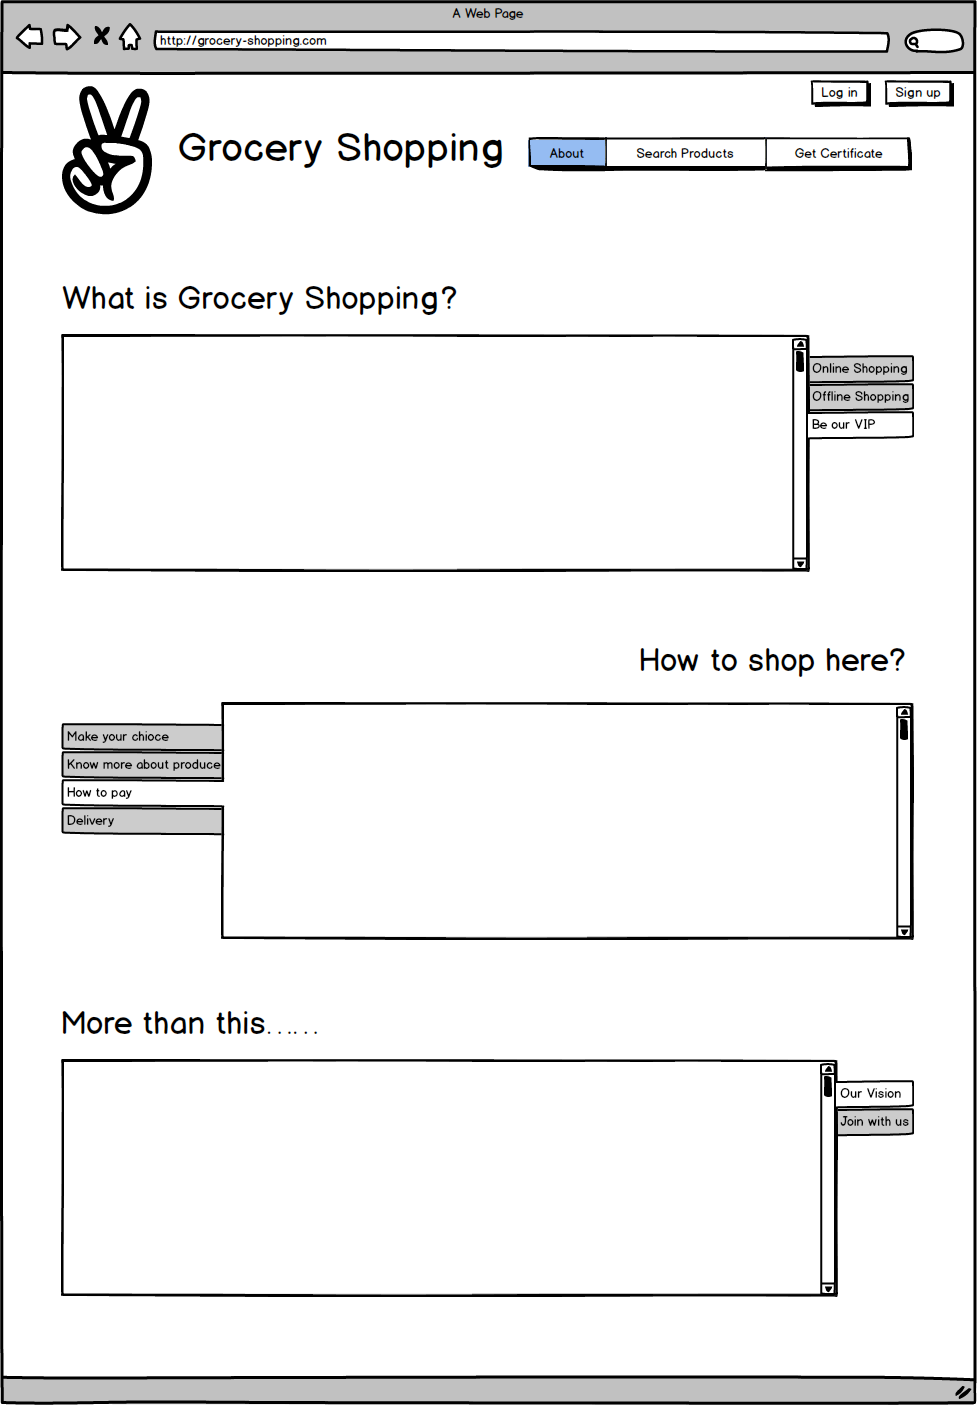 A Web Page
http://grocery-shopping.com
Log in
Sign up
Grocery Shopping
About
Search Products
Get Certificate
What is Grocery Shopping?
Online Shopping
Offline Shopping
Be our VIP
How to shop here?
Make your chioce
Know more about produce
How to pay
Delivery
More than this......
Our Vision
Join with us